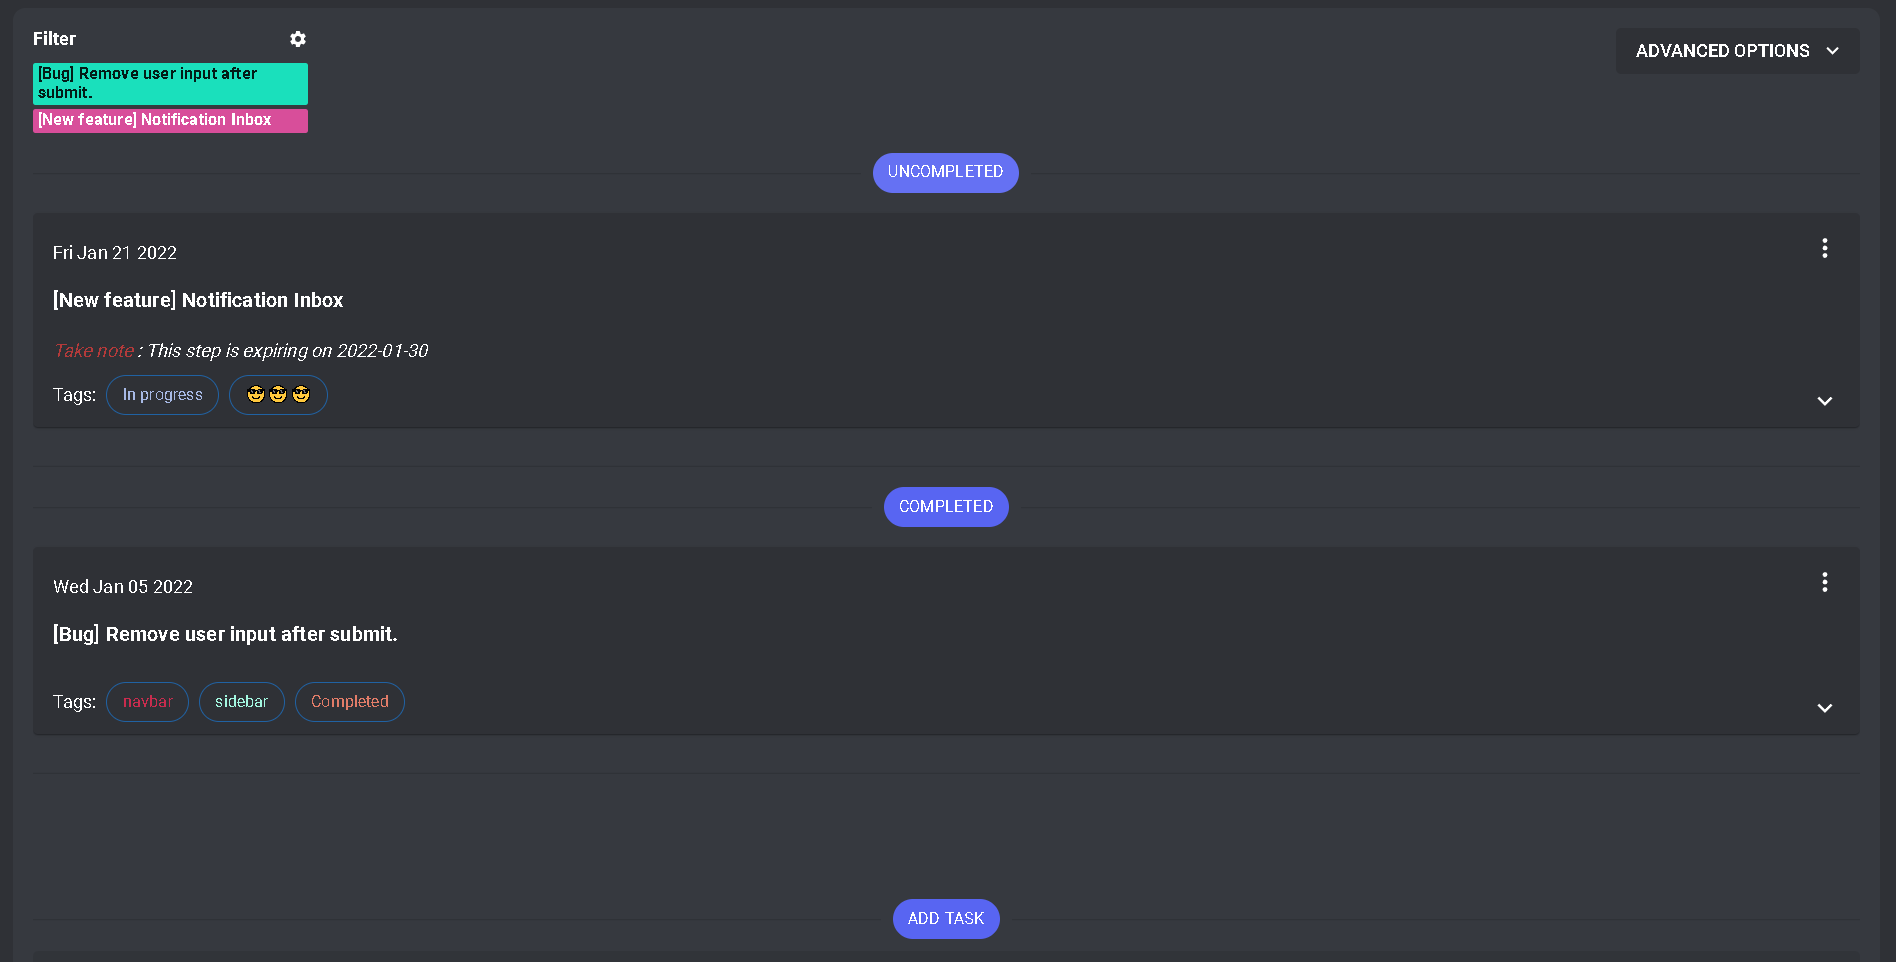 Filter
ADVANCED OPTIONS
[Bug] Remove user input after
submit.
[New feature] Notification Inbox
UNCOMPLETED
Fri Jan 21 2022
[New feature] Notification Inbox
Take note : This step is expiring on 2022-01-30
Tags: In progress 😎😎😎
COMPLETED
Wed Jan 05 2022
[Bug] Remove user input after submit.
Tags: navbar sidebar Completed
ADD TASK